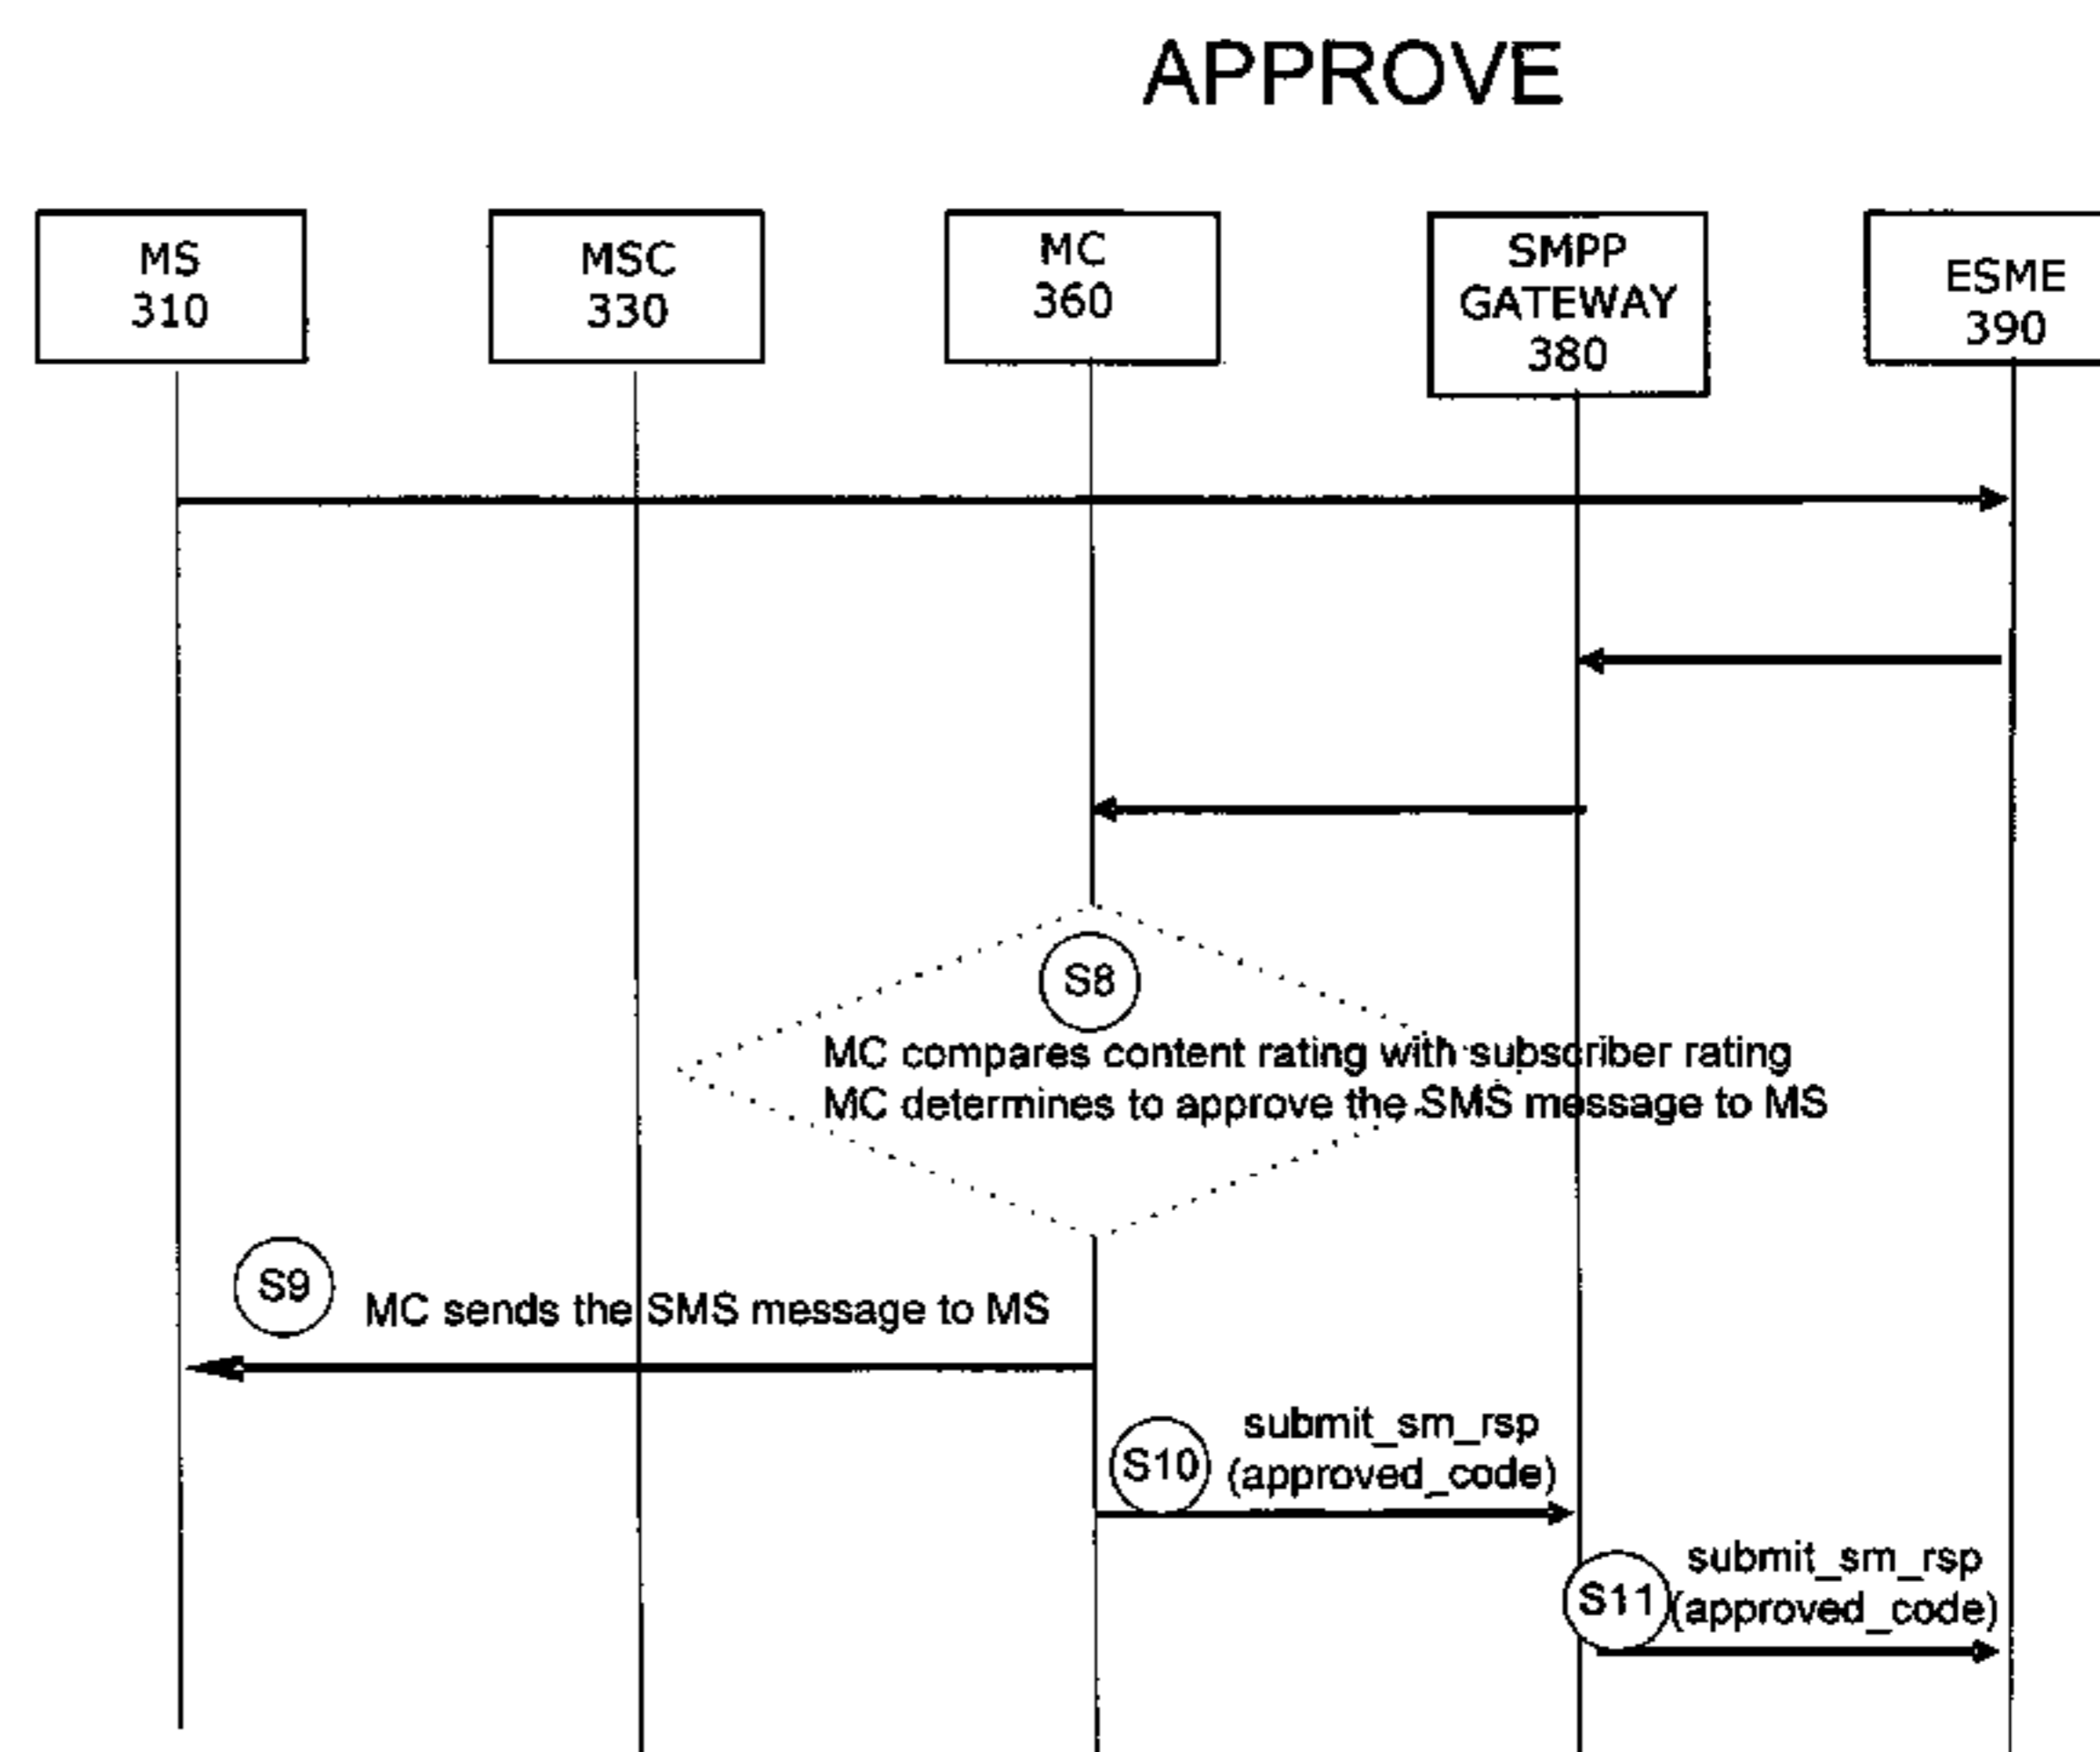 APPROVE
MS
310
MSC
330
MC
360
SMPP
GATEWAY
380
ESME
390
S8
MC compares content rating with subscriber rating
MC determines to approve the SMS message to MS
S9
MC sends the SMS message to MS
S10
submit_sm_rsp
(approved_code)
S11
submit_sm_rsp
(approved_code)